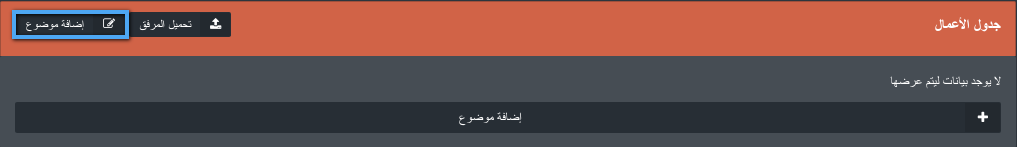 جدول الأعمال
تحميل المرفق
إضافة موضوع
لا يوجد بيانات ليتم عرضها
إضافة موضوع